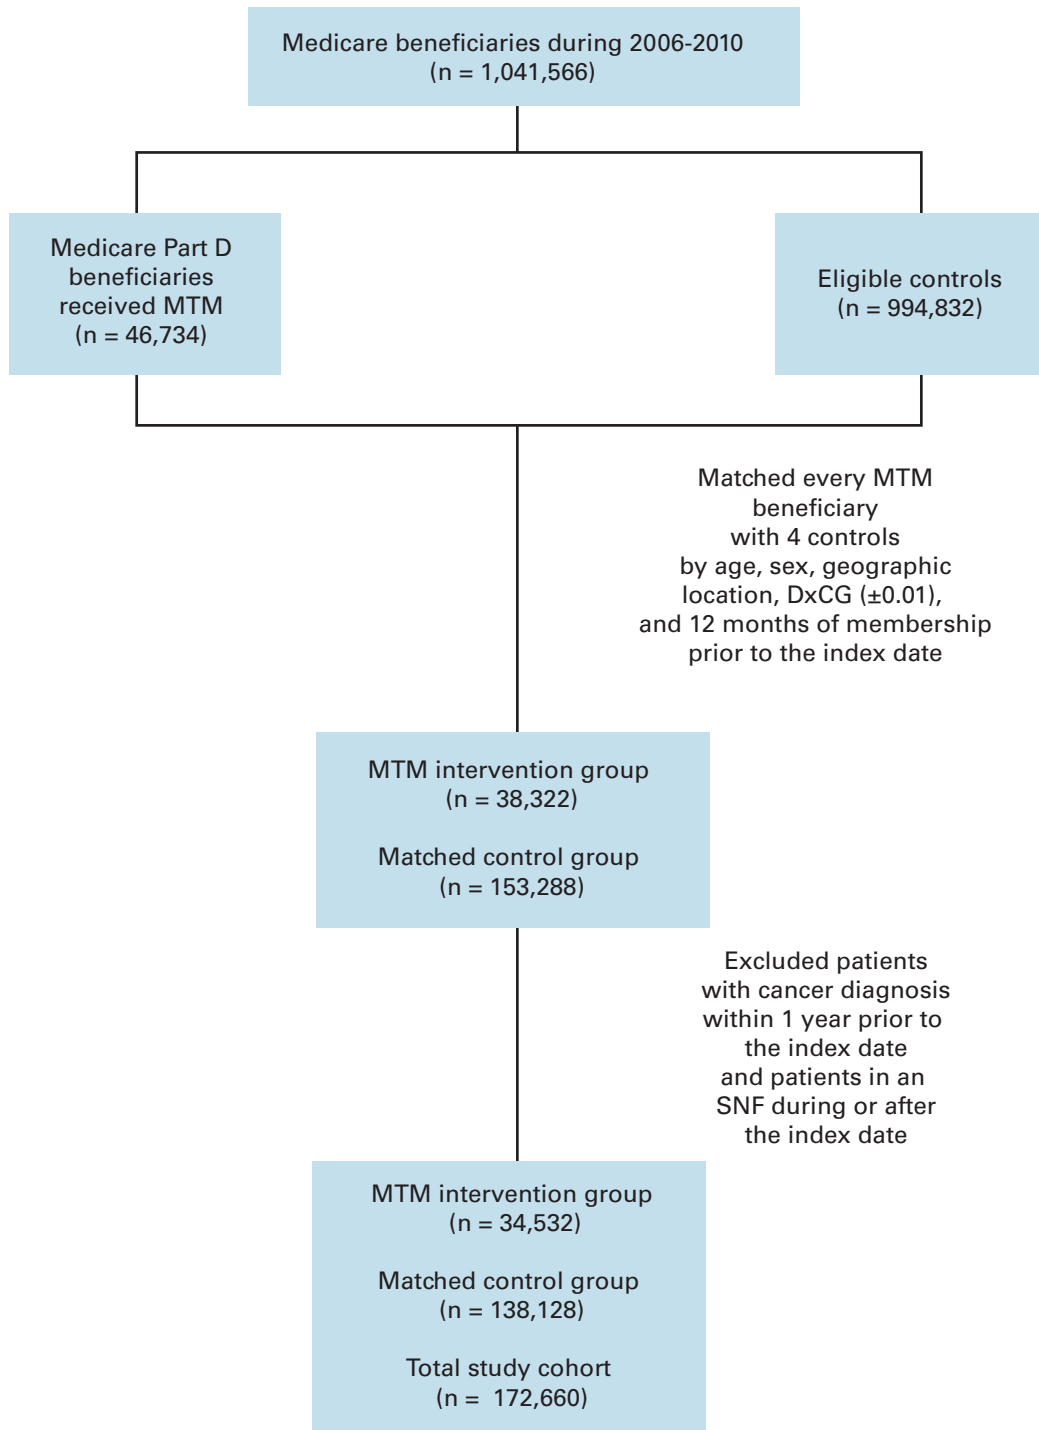 Medicare beneficiaries during 2006-2010
(n = 1,041,566)
Medicare Part D
beneficiaries
received MTM
(n = 46,734)
Eligible controls
(n = 994,832)
Matched every MTM
beneficiary
with 4 controls
by age, sex, geographic
location, DxCG (±0.01),
and 12 months of membership
prior to the index date
MTM intervention group
(n = 38,322)
Matched control group
(n = 153,288)
Excluded patients
with cancer diagnosis
within 1 year prior to
the index date
and patients in an
SNF during or after
the index date
MTM intervention group
(n = 34,532)
Matched control group
(n = 138,128)
Total study cohort
(n =  172,660)